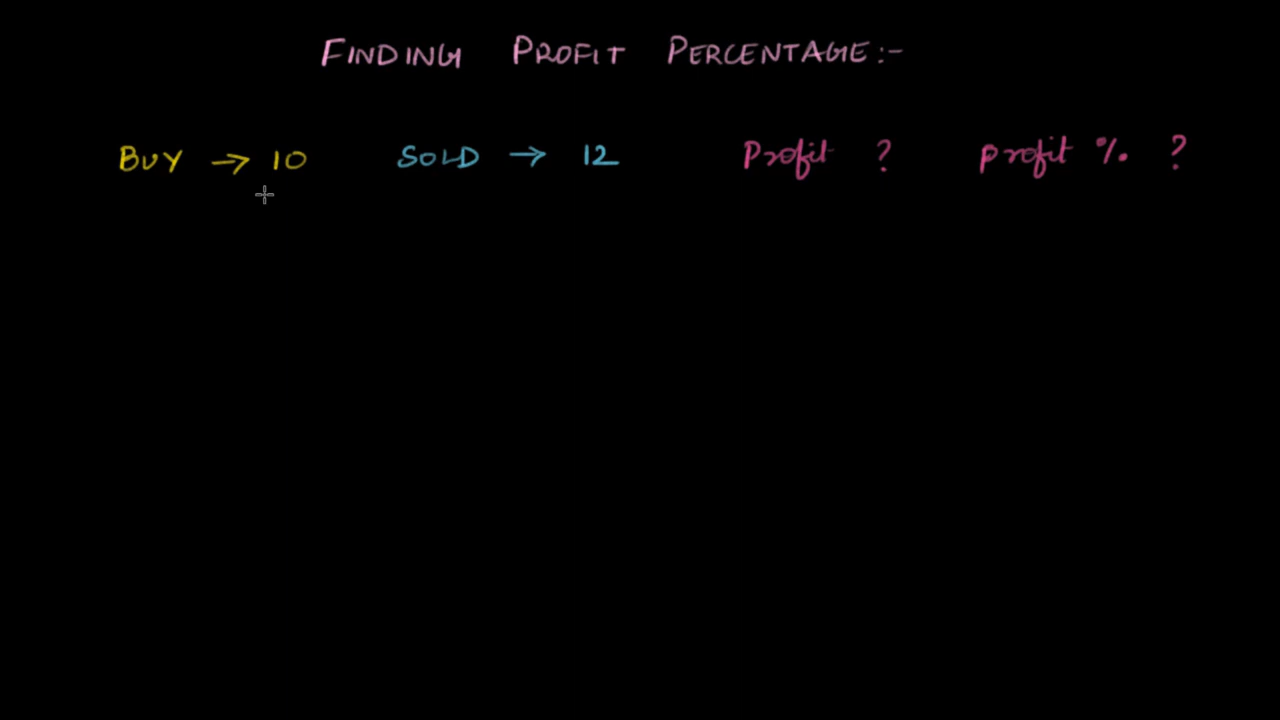 FINDING PROFIT PERCENTAGE:-
BUY → 10 SOLD → 12 Profit ? profit % ?